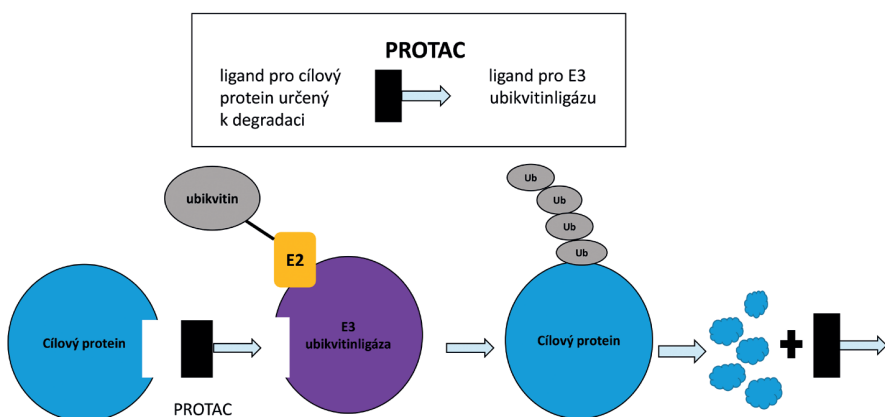 PROTAC
ligand pro cílový
protein určený
k degradaci
ligand pro E3
ubikvitinligázu
ubikvitin
E2
Ub
Ub
Ub
Ub
Cílový protein
PROTAC
E3
ubikvitinligáza
Cílový protein